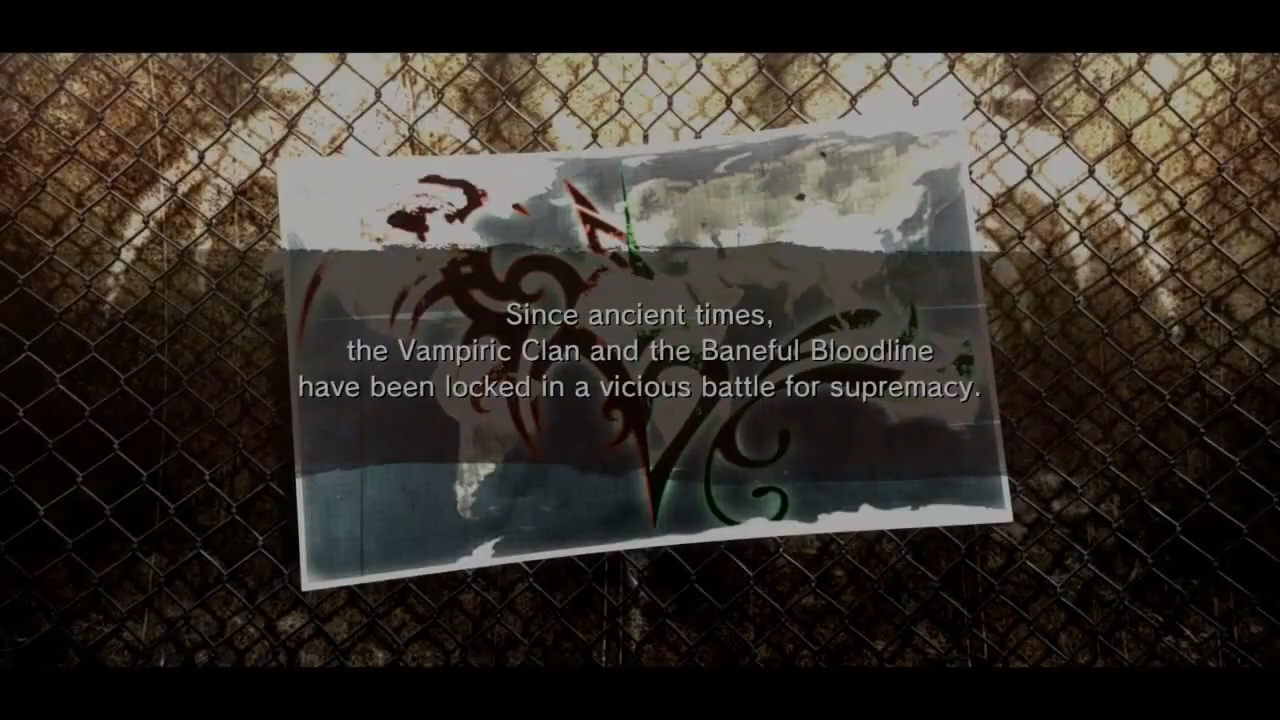 Since ancient times,
the Vampiric Clan and the Baneful Bloodline
have been locked in a vicious battle for supremacy.